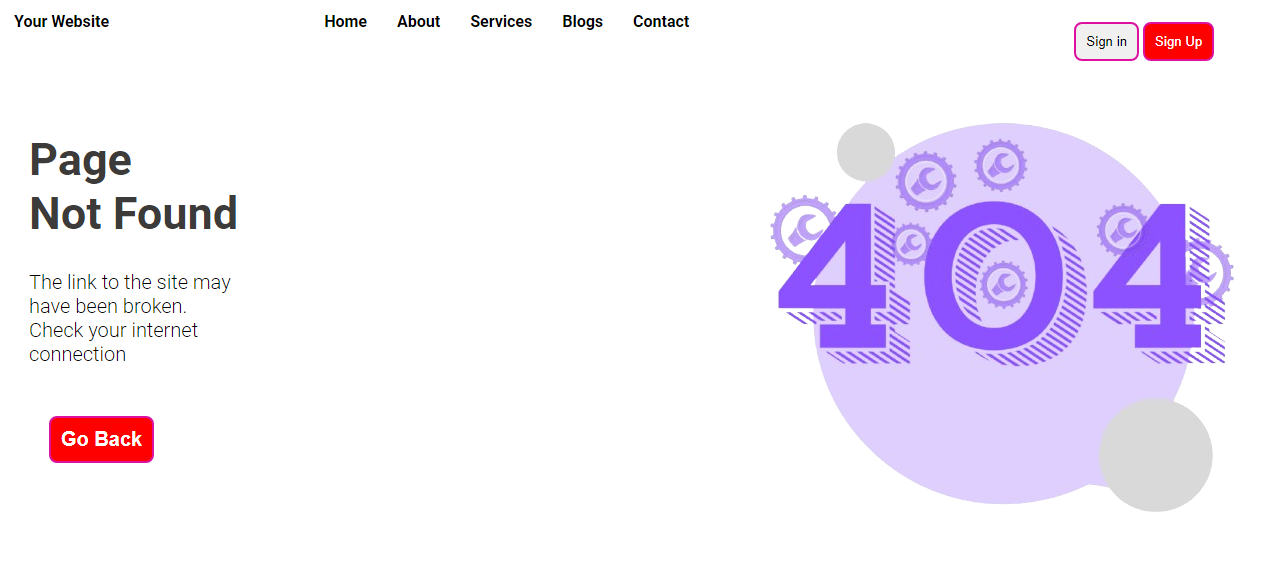 Your Website
Home About Services Blogs Contact
Sign in Sign Up
Page
Not Found
The link to the site may
have been broken.
Check your internet
connection
Go Back
404